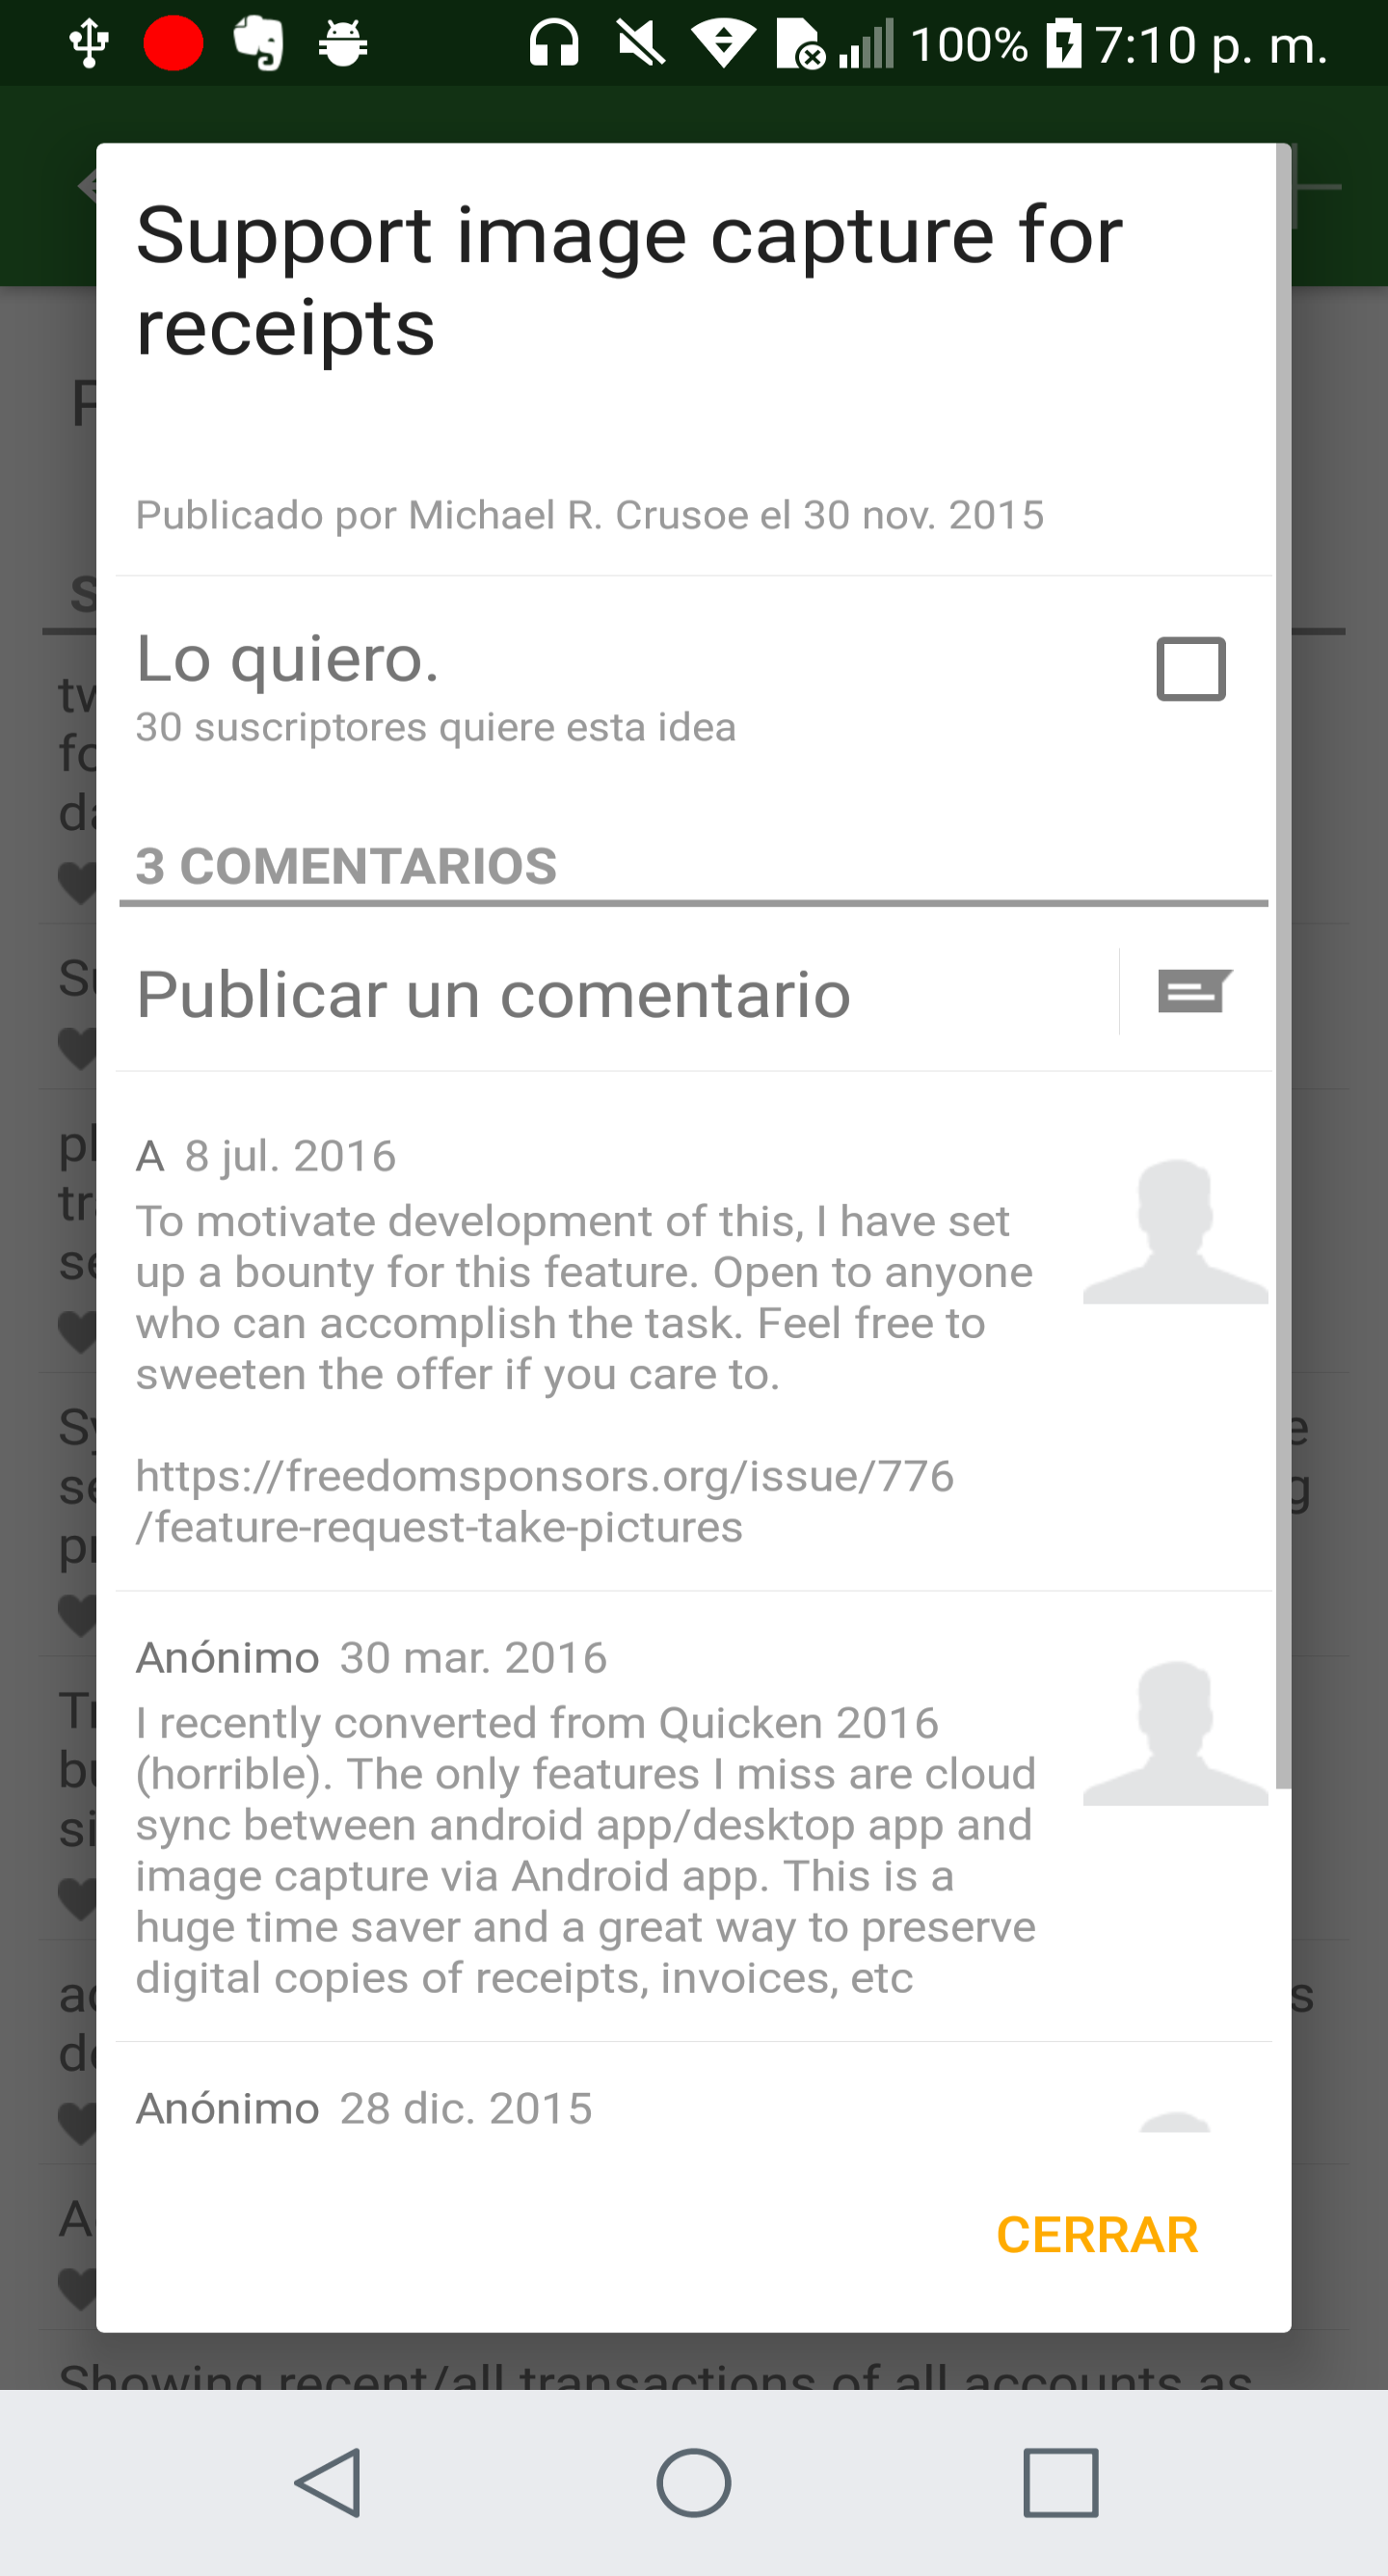 100% 7:10 p. m.
Support image capture for
receipts
Publicado por Michael R. Crusoe el 30 nov. 2015
Lo quiero.
30 suscriptores quiere esta idea
3 COMENTARIOS
Publicar un comentario
A 8 jul. 2016
To motivate development of this, I have set
up a bounty for this feature. Open to anyone
who can accomplish the task. Feel free to
sweeten the offer if you care to.
https://freedomsponsors.org/issue/776
/feature-request-take-pictures
Anónimo 30 mar. 2016
I recently converted from Quicken 2016
(horrible). The only features I miss are cloud
sync between android app/desktop app and
image capture via Android app. This is a
huge time saver and a great way to preserve
digital copies of receipts, invoices, etc
Anónimo 28 dic. 2015
CERRAR
Showing recent/all transactions of all accounts as